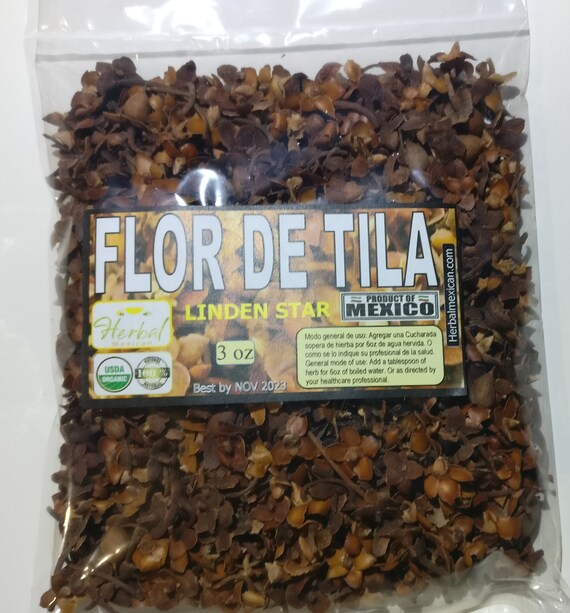 FLOR DE TILA
LINDEN STAR
PRODUCT OF
MEXICO
Herbalmexican.com
Herbal
3 oz
USDA
ORGANIC
100 %
Best by NOV 2023
Modo general de uso: Agregar una Cucharada
sopera de hierba por 6oz de agua hervida. O
como se lo indique su profesional de la salud.
General mode of use: Add a tablespoon of
herb for 6oz of boiled water. Or as directed by
your healthcare professional.